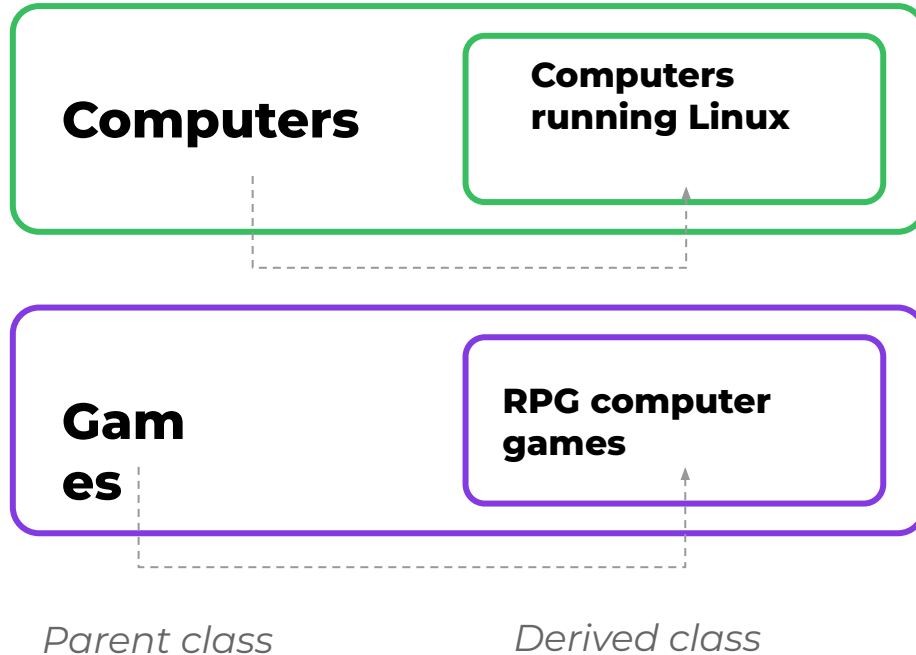 Computers
Computers
running Linux
Gam
es
RPG computer
games
Parent class
Derived class